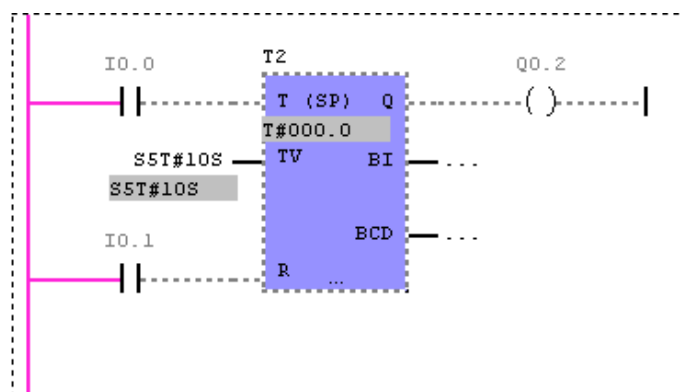 I0.0 T2 Q0.2
T (SP) Q
T#000.0
S5T#10S TV BI ...
S5T#10S
BCD ...
I0.1
R ...